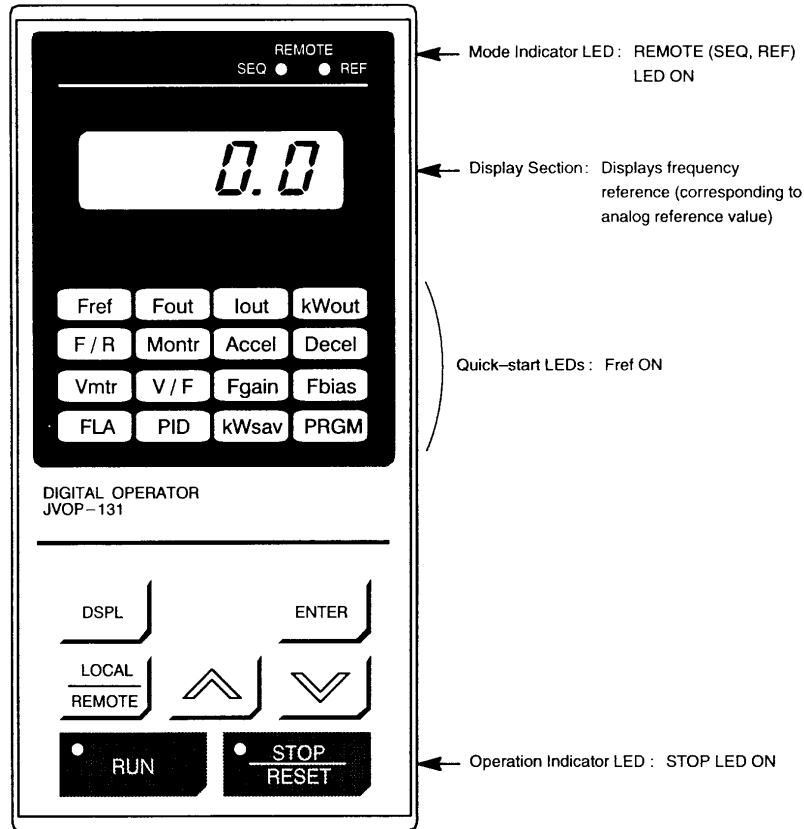 REMOTE
SEQ REF
Mode Indicator LED : REMOTE (SEQ, REF)
LED ON
0.0
Display Section : Displays frequency
reference (corresponding to
analog reference value)
Fref Fout Iout kWout
F / R Montr Accel Decel
Vmtr V / F Fgain Fbias
FLA PID kWsav PRGM
Quick–start LEDs : Fref ON
DIGITAL OPERATOR
JVOP–131
DSPL ENTER
LOCAL
REMOTE
RUN
STOP
RESET
Operation Indicator LED : STOP LED ON